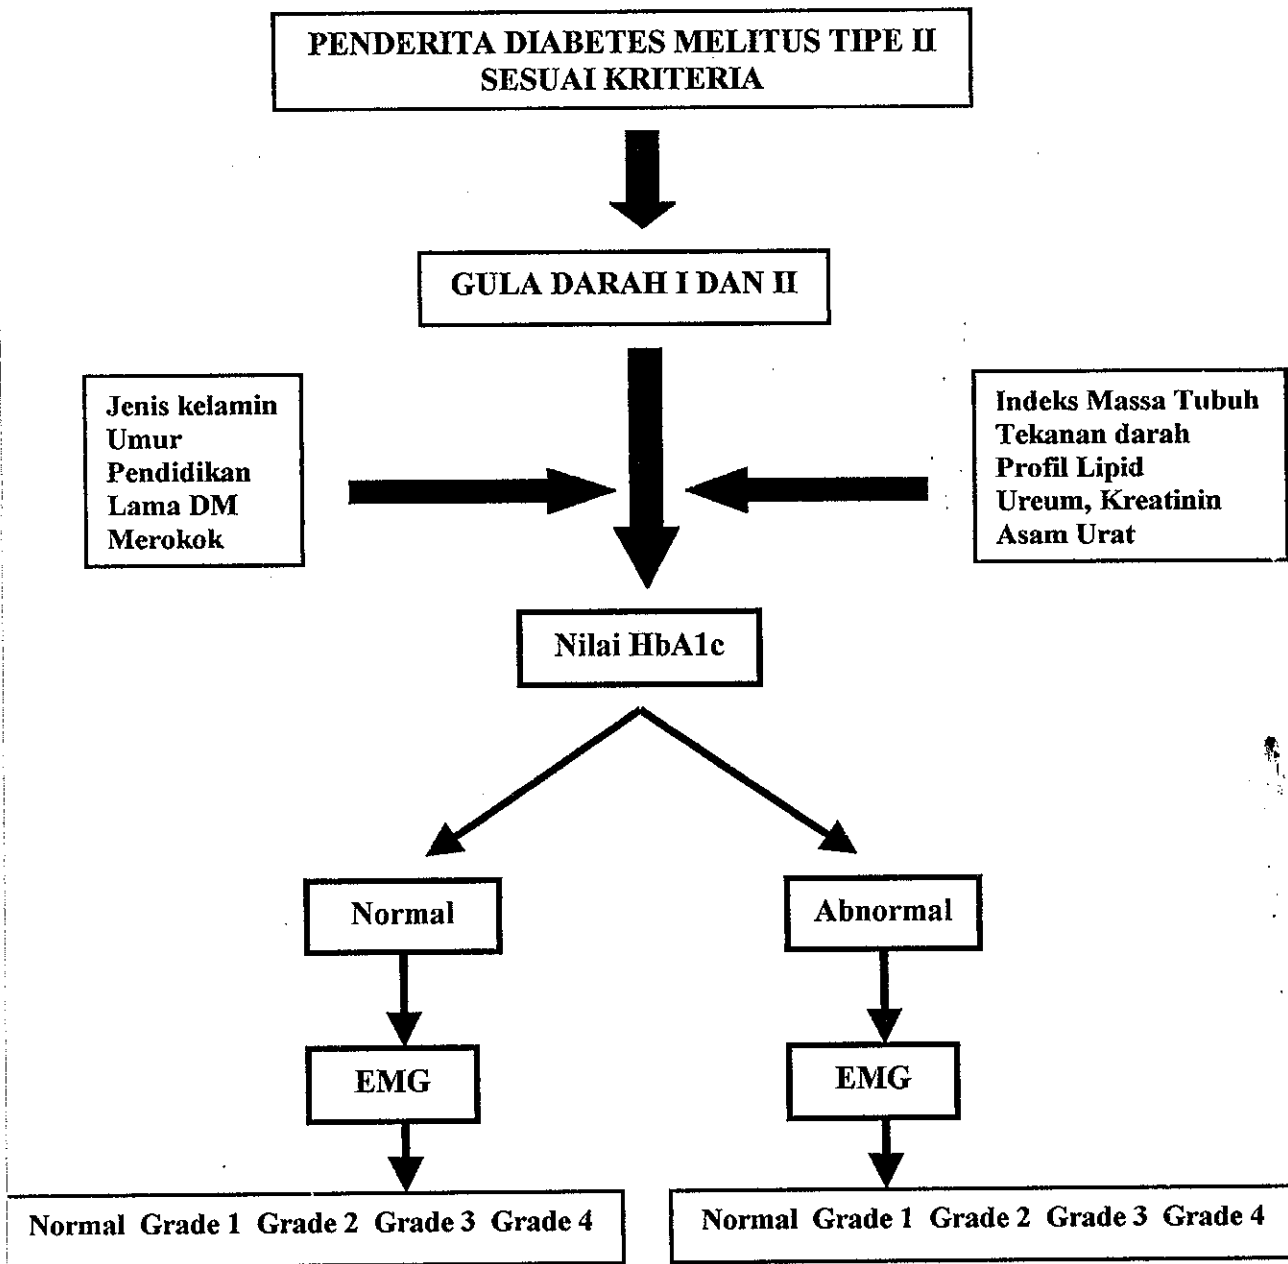 PENDERITA DIABETES MELITUS TIPE II
SESUAI KRITERIA
GULA DARAH I DAN II
Jenis kelamin
Umur
Pendidikan
Lama DM
Merokok
Indeks Massa Tubuh
Tekanan darah
Profil Lipid
Ureum, Kreatinin
Asam Urat
Nilai HbA1c
Normal
Abnormal
EMG
EMG
Normal Grade 1 Grade 2 Grade 3 Grade 4
Normal Grade 1 Grade 2 Grade 3 Grade 4